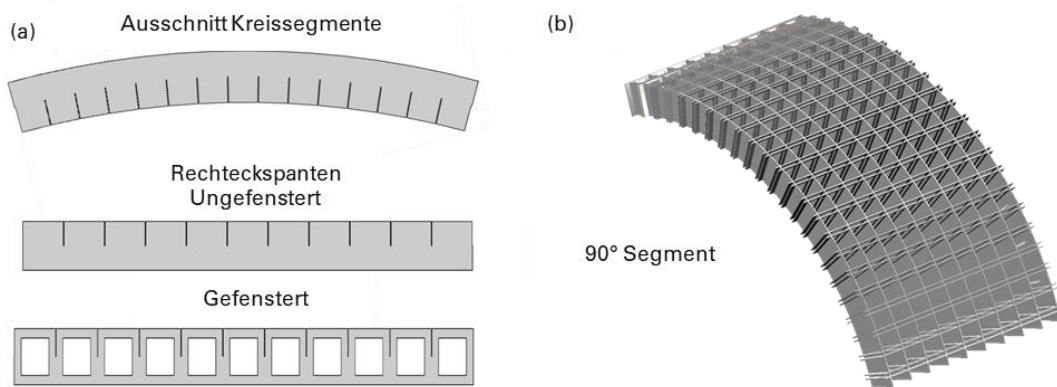 (a)
Ausschnitt Kreissegmente
Rechteckspanten
Ungefenstert
Gefenstert
(b)
90° Segment